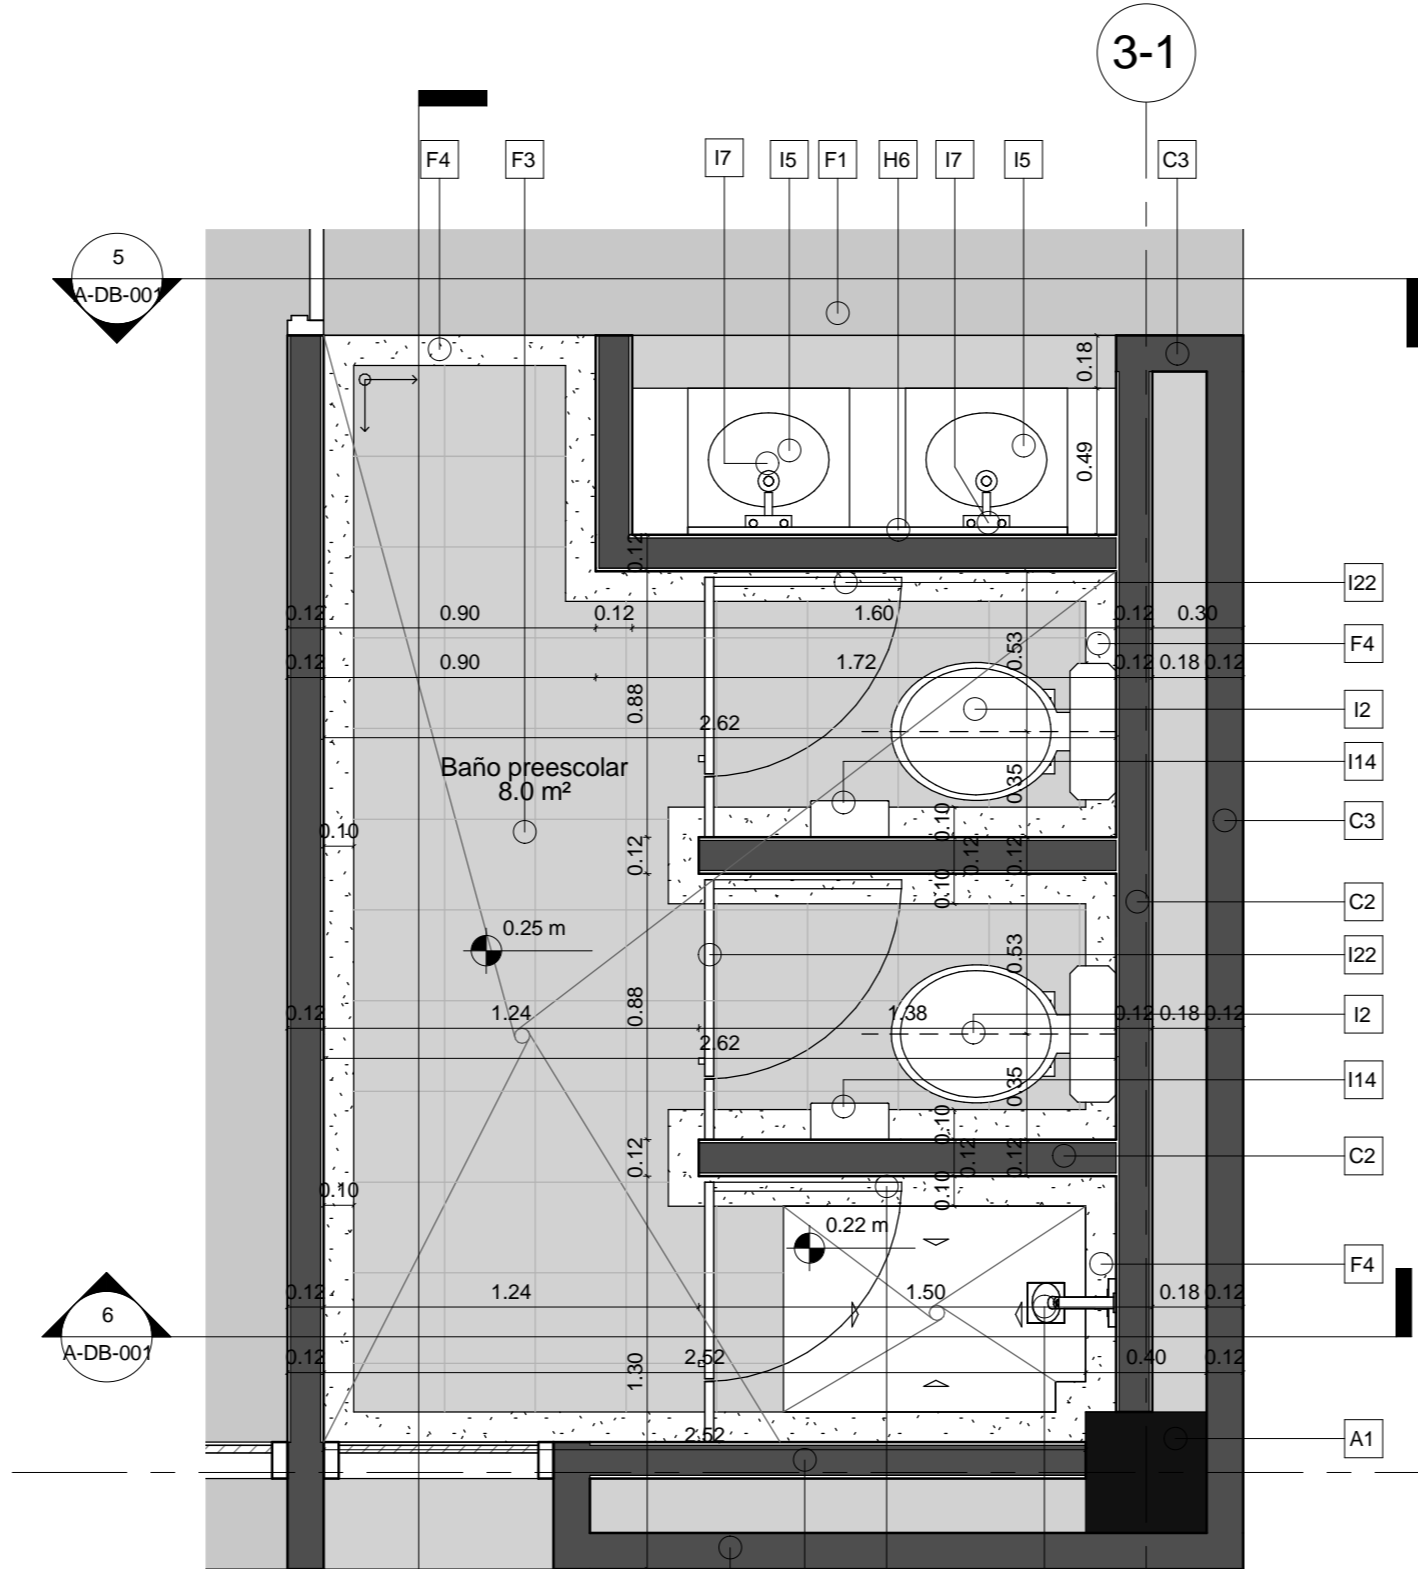 3-1
F4
F3
I7
I5
F1
H6
I7
I5
C3
5
A-DB-001
0.18
0.49
0.12
I22
0.12
0.90
0.12
1.60
0.12
0.30
0.53
F4
0.12
0.90
1.72
0.12
0.18
0.12
0.88
I2
2.62
Baño preescolar
8.0 m²
I14
0.35
0.10
0.10
C3
0.12
0.12
0.12
0.10
C2
0.25 m
0.53
I22
0.88
0.12
1.24
1.38
0.12
0.18
0.12
I2
2.62
0.35
I14
0.10
0.12
0.12
0.12
C2
0.10
0.10
0.22 m
F4
0.12
1.24
1.50
0.18
0.12
6
A-DB-001
0.12
1.30
2.52
0.40
0.12
2.52
A1